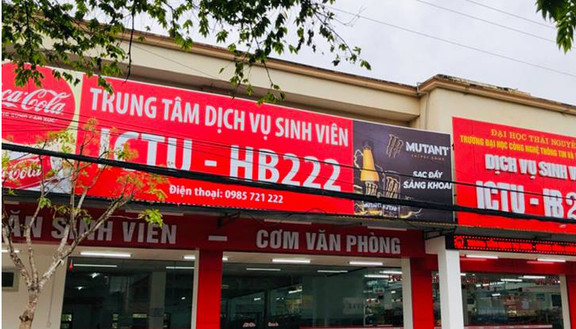 Coca-Cola
TRUNG TÂM DỊCH VỤ SINH VIÊN
ICTU - HB222
Điện thoại: 0985 721 222
MUTANT
SẠC ĐẦY
SẢNG KHOÁI
ĐẠI HỌC THÁI NGUYÊN
TRƯỜNG ĐẠI HỌC CÔNG NGHỆ THÔNG TIN VÀ
DỊCH VỤ SINH
ICTU -
ĂN SINH VIÊN – CƠM VĂN PHÒNG